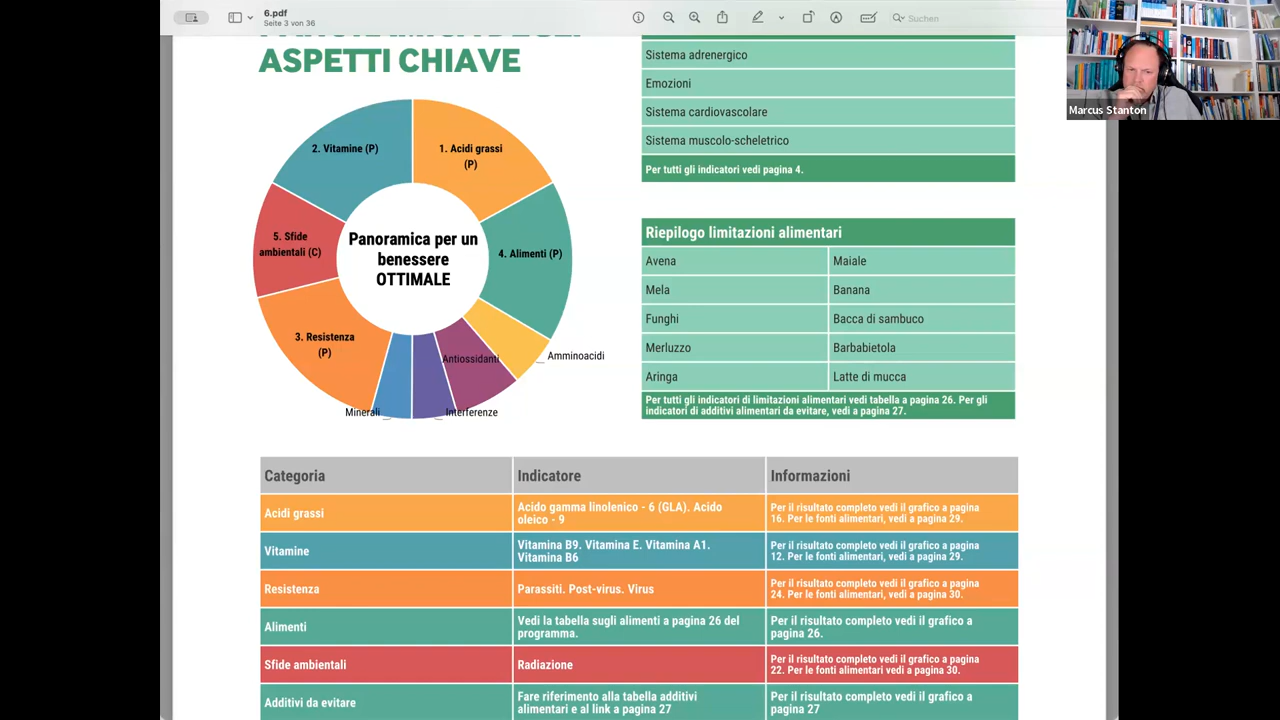 6.pdf
Seite 3 von 36
Suchen
Marcus Stanton
ASPETTI CHIAVE
2. Vitamine (P)
1. Acidi grassi
(P)
5. Sfide
ambientali (C)
Panoramica per un
benessere
OTTIMALE
4. Alimenti (P)
3. Resistenza
(P)
Antiossidanti
Amminoacidi
Minerali
Interferenze
Sistema adrenergico
Emozioni
Sistema cardiovascolare
Sistema muscolo-scheletrico
Per tutti gli indicatori vedi pagina 4.
Riepilogo limitazioni alimentari
Avena Maiale
Mela Banana
Funghi Bacca di sambuco
Merluzzo Barbabietola
Aringa Latte di mucca
Per tutti gli indicatori di limitazioni alimentari vedi tabella a pagina 26. Per gli
indicatori di additivi alimentari da evitare, vedi a pagina 27.
Categoria Indicatore Informazioni
Acidi grassi
Acido gamma linolenico - 6 (GLA). Acido
oleico - 9
Per il risultato completo vedi il grafico a pagina
16. Per le fonti alimentari, vedi a pagina 29.
Vitamine
Vitamina B9. Vitamina E. Vitamina A1.
Vitamina B6
Per il risultato completo vedi il grafico a pagina
12. Per le fonti alimentari, vedi a pagina 29.
Resistenza
Parassiti. Post-virus. Virus
Per il risultato completo vedi il grafico a pagina
24. Per le fonti alimentari, vedi a pagina 30.
Alimenti
Vedi la tabella sugli alimenti a pagina 26 del
programma.
Per il risultato completo vedi il grafico a
pagina 26.
Sfide ambientali
Radiazione
Per il risultato completo vedi il grafico a pagina
22. Per le fonti alimentari vedi a pagina 30.
Additivi da evitare
Fare riferimento alla tabella additivi
alimentari e al link a pagina 27
Per il risultato completo vedi il grafico a
pagina 27